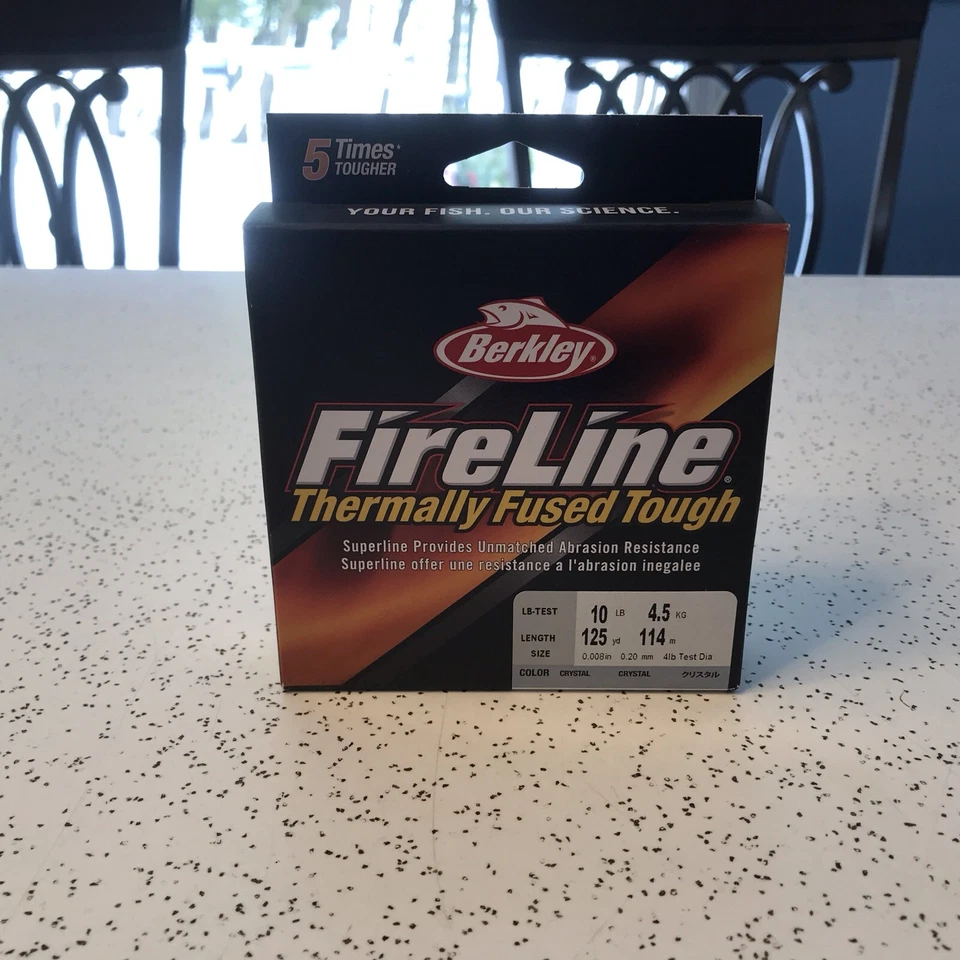 5 Times*
TOUGHER
YOUR FISH. OUR SCIENCE.
Berkley®
FireLine®
Thermally Fused Tough
Superline Provides Unmatched Abrasion Resistance
Superline offer une resistance a l'abrasion inegalee
LB-TEST 10 LB 4.5 KG
LENGTH 125 yd 114 m
SIZE 0.008in 0.20 mm 4lb Test Dia
COLOR CRYSTAL CRYSTAL クリスタル